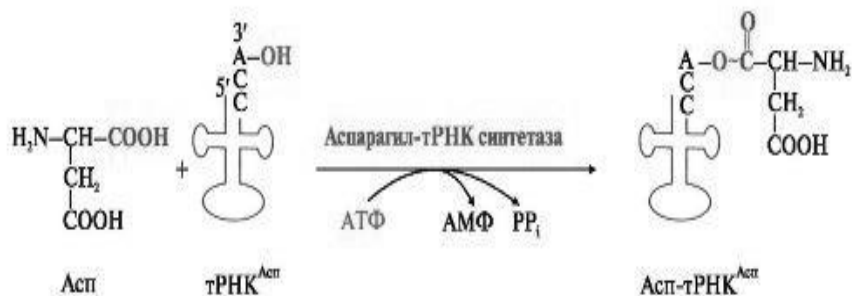 3′
A–OH
5′ C
C
H₂N–CH–COOH
CH₂
COOH
+
Аспарагил-тРНК синтетаза
АТФ
АМФ
PPᵢ
O
A–O~C–CH–NH₂
C
C
CH₂
COOH
Асп
тРНК^Асп
Асп-тРНК^Асп